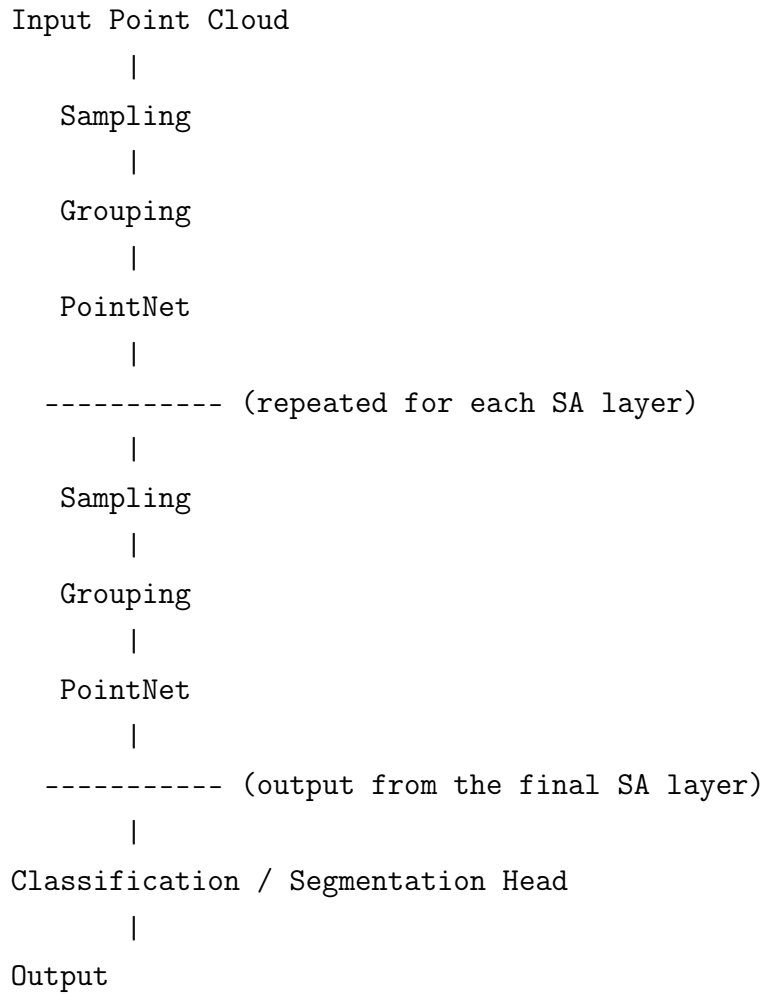 Input Point Cloud
|
Sampling
|
Grouping
|
PointNet
|
----------- (repeated for each SA layer)
|
Sampling
|
Grouping
|
PointNet
|
----------- (output from the final SA layer)
|
Classification / Segmentation Head
|
Output